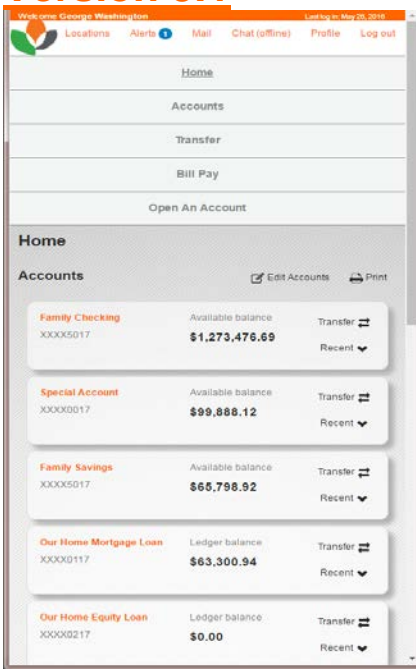 Welcome George Washington Last log in: May 20, 2016
Locations Alerts 1 Mail Chat (offline) Profile Log out
Home
Accounts
Transfer
Bill Pay
Open An Account
Home
Accounts Edit Accounts Print
Family Checking Available balance Transfer
XXXX5017 $1,273,476.69 Recent
Special Account Available balance Transfer
XXXX0017 $99,888.12 Recent
Family Savings Available balance Transfer
XXXX5017 $65,798.92 Recent
Our Home Mortgage Loan Ledger balance Transfer
XXXX0117 $63,300.94 Recent
Our Home Equity Loan Ledger balance Transfer
XXXX0217 $0.00 Recent